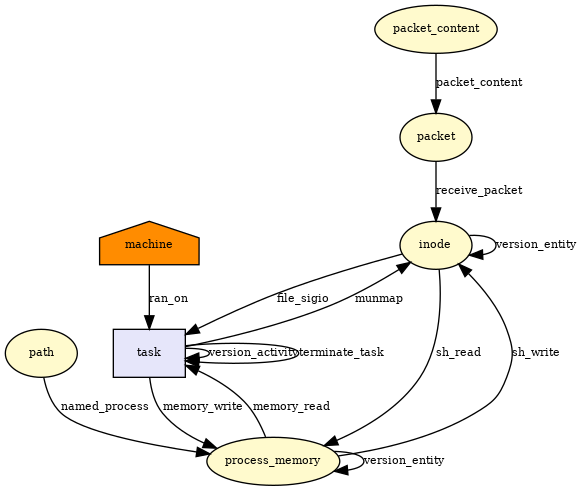 packet_content
packet_content
packet
receive_packet
machine
inode
version_entity
ran_on
file_sigio
munmap
path
task
version_activity
terminate_task
sh_read
sh_write
named_process
memory_write
memory_read
process_memory
version_entity